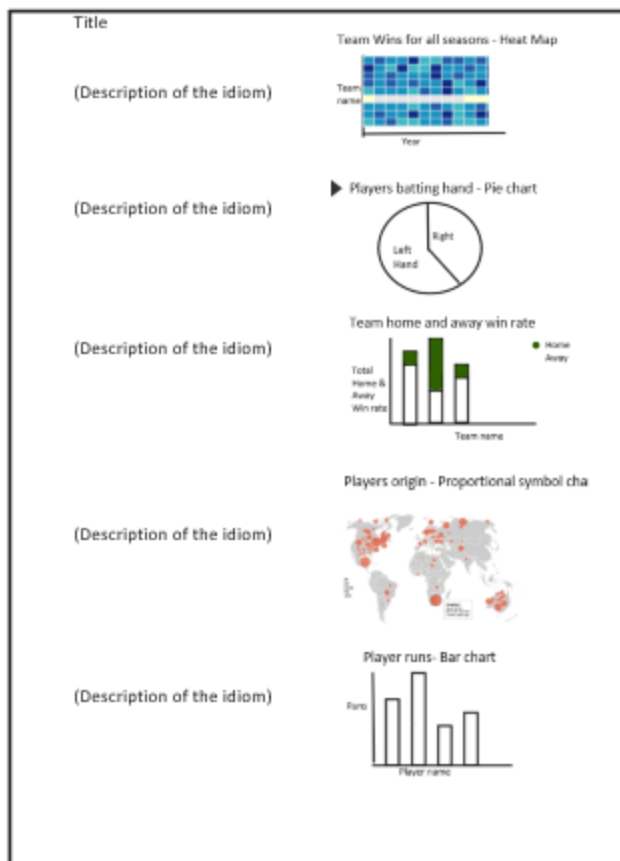 Title
Team Wins for all seasons - Heat Map
(Description of the idiom)
Team
name
Year
Players batting hand - Pie chart
(Description of the idiom)
Right
Left
Hand
Team home and away win rate
(Description of the idiom)
Home
Away
Total
Home &
Away
Win rate
Team name
Players origin - Proportional symbol cha
(Description of the idiom)
Player runs- Bar chart
(Description of the idiom)
Runs
Player name